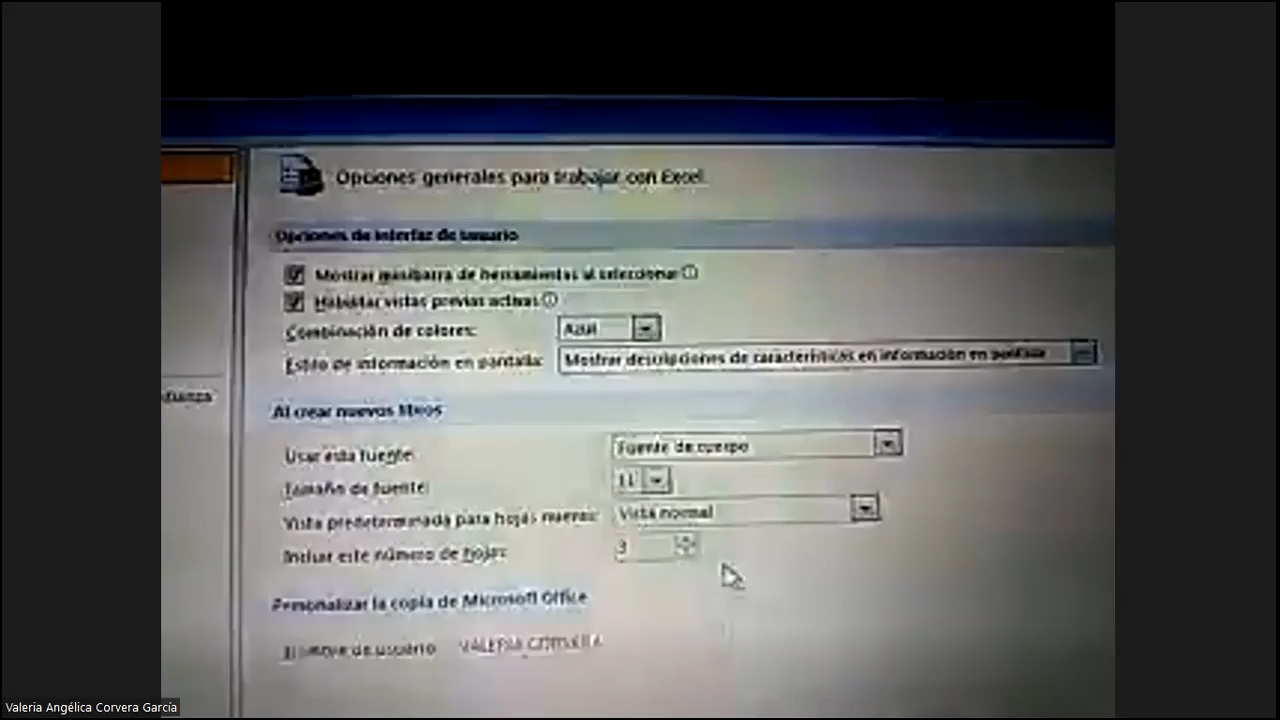 Opciones generales para trabajar con Excel.
Opciones de interfaz de usuario
Mostrar minibarra de herramientas al seleccionar
Habilitar vistas previas activas
Combinación de colores: Azul
Estilo de información en pantalla: Mostrar descripciones de características en información en pantalla
fianza
Al crear nuevos libros
Usar esta fuente: Fuente de cuerpo
Tamaño de fuente: 11
Vista predeterminada para hojas nuevas: Vista normal
Incluir este número de hojas: 3
Personalizar la copia de Microsoft Office
Nombre de usuario: VALERIA CORVERA
Valeria Angélica Corvera García